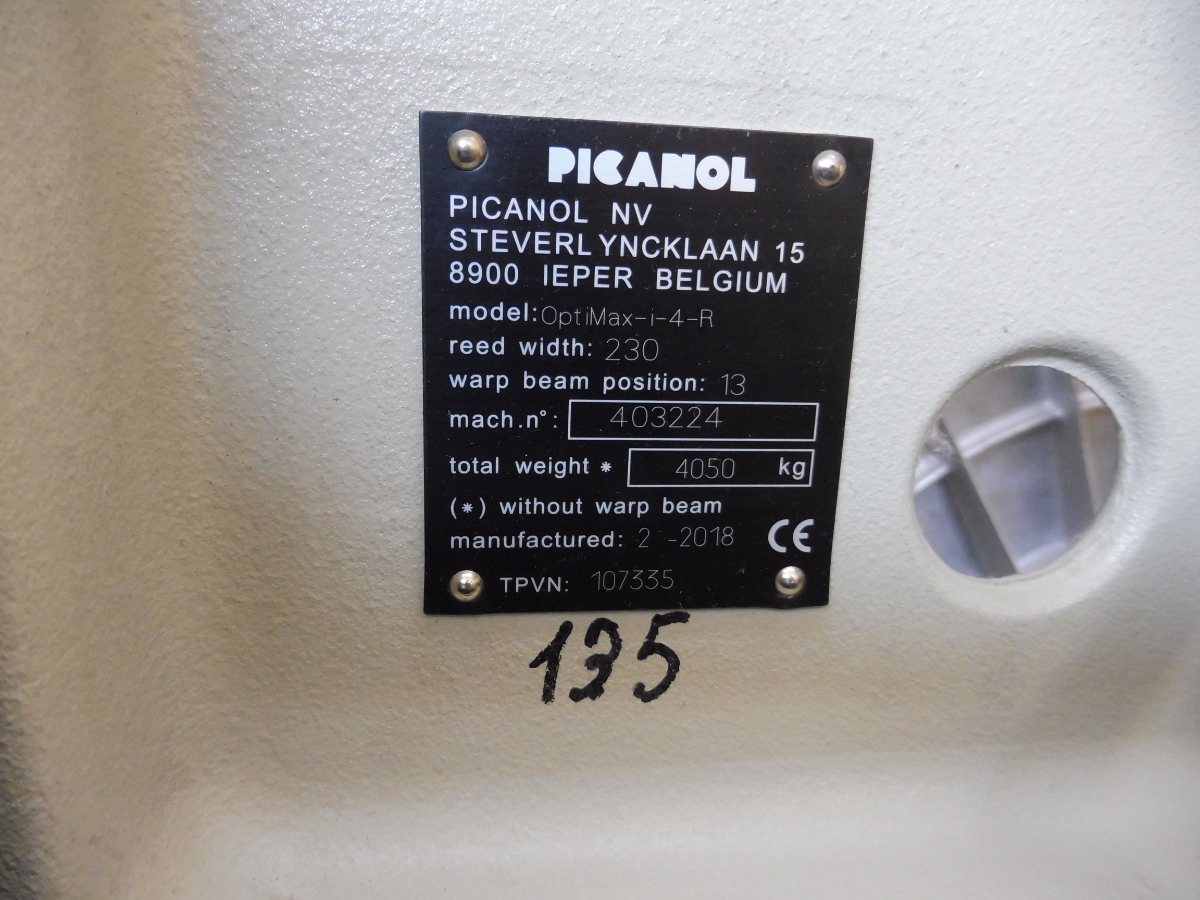 PICANOL
PICANOL NV
STEVERLYNCKLAAN 15
8900 IEPER BELGIUM
model: OptiMax-i-4-R
reed width: 230
warp beam position: 13
mach.n°: 403224
total weight * 4050 kg
(*) without warp beam
manufactured: 2 -2018 CE
TPVN: 107335
135